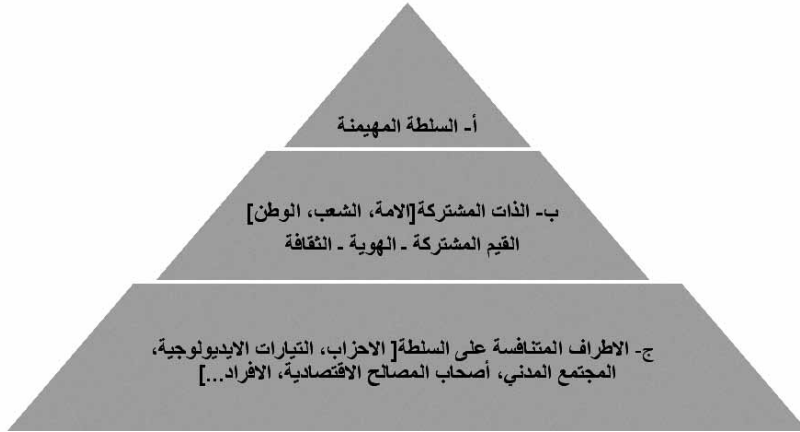 أ- السلطة المهيمنة
ب- الذات المشتركة[الامة، الشعب، الوطن]
القيم المشتركة ـ الهوية ـ الثقافة
ج- الاطراف المتنافسة على السلطة[ الاحزاب، التيارات الايديولوجية،
المجتمع المدني، أصحاب المصالح الاقتصادية، الافراد...]